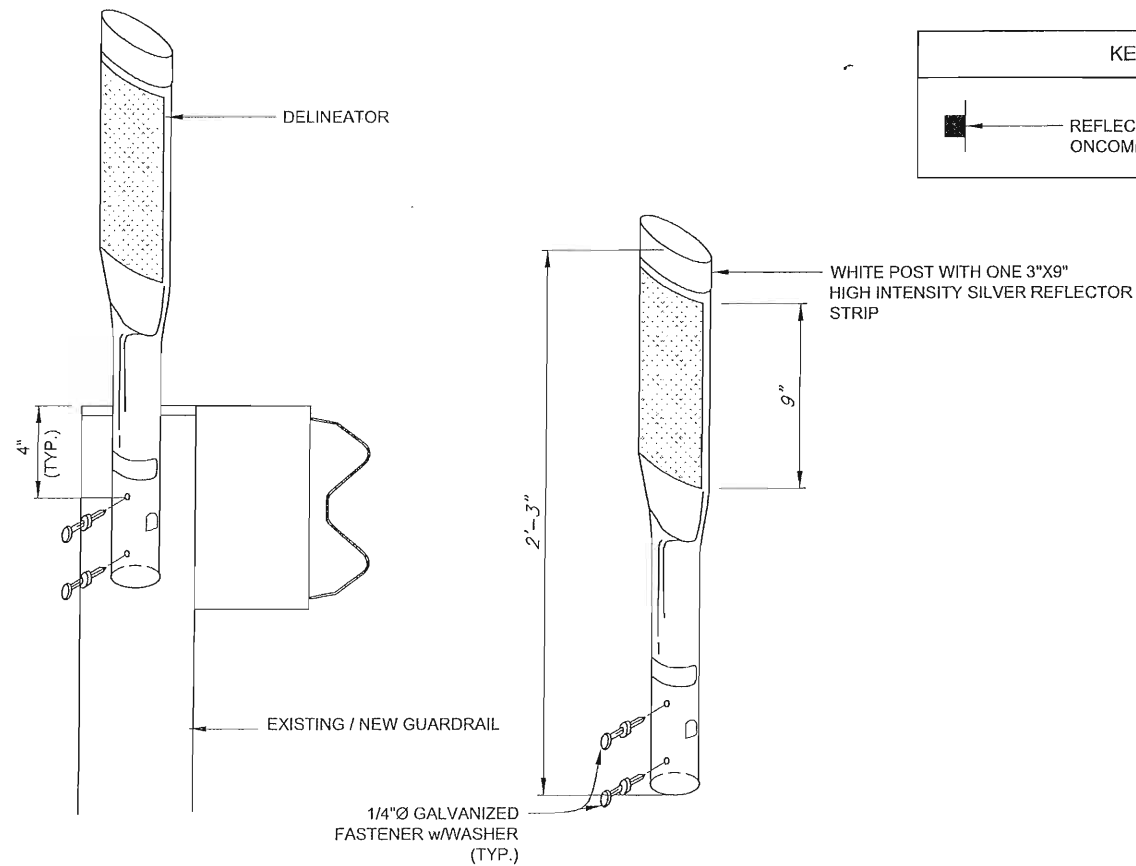 DELINEATOR
KE
REFLEC
ONCOM
WHITE POST WITH ONE 3"X9"
HIGH INTENSITY SILVER REFLECTOR
STRIP
9"
4"
(TYP.)
2'-3"
EXISTING / NEW GUARDRAIL
1/4"Ø GALVANIZED
FASTENER w/WASHER
(TYP.)